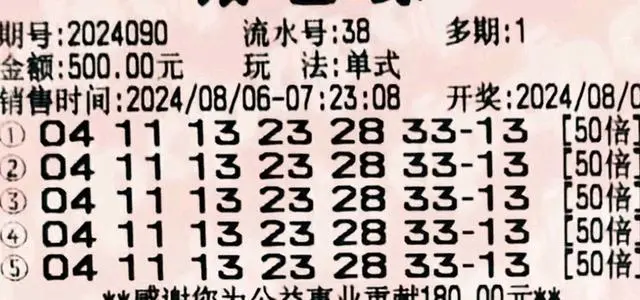 期号:2024090 流水号:38 多期:1
金额:500.00元 玩 法:单式
销售时间:2024/08/06-07:23:08 开奖:2024/08/0
① 04 11 13 23 28 33-13 [50倍]
② 04 11 13 23 28 33-13 [50倍]
③ 04 11 13 23 28 33-13 [50倍]
④ 04 11 13 23 28 33-13 [50倍]
⑤ 04 11 13 23 28 33-13 [50倍]
**感谢您为公益事业贡献180.00元**